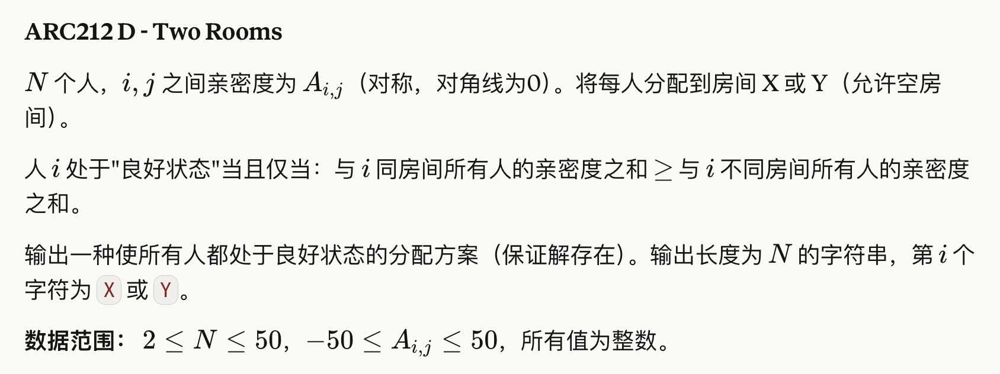 ARC212 D - Two Rooms
N 个人，i, j 之间亲密度为 A_{i,j}（对称，对角线为0）。将每人分配到房间 X 或 Y（允许空房
间）。
人 i 处于"良好状态"当且仅当：与 i 同房间所有人的亲密度之和 ≥ 与 i 不同房间所有人的亲密度
之和。
输出一种使所有人都处于良好状态的分配方案（保证解存在）。输出长度为 N 的字符串，第 i 个
字符为 X 或 Y。
数据范围： 2 ≤ N ≤ 50，−50 ≤ A_{i,j} ≤ 50，所有值为整数。